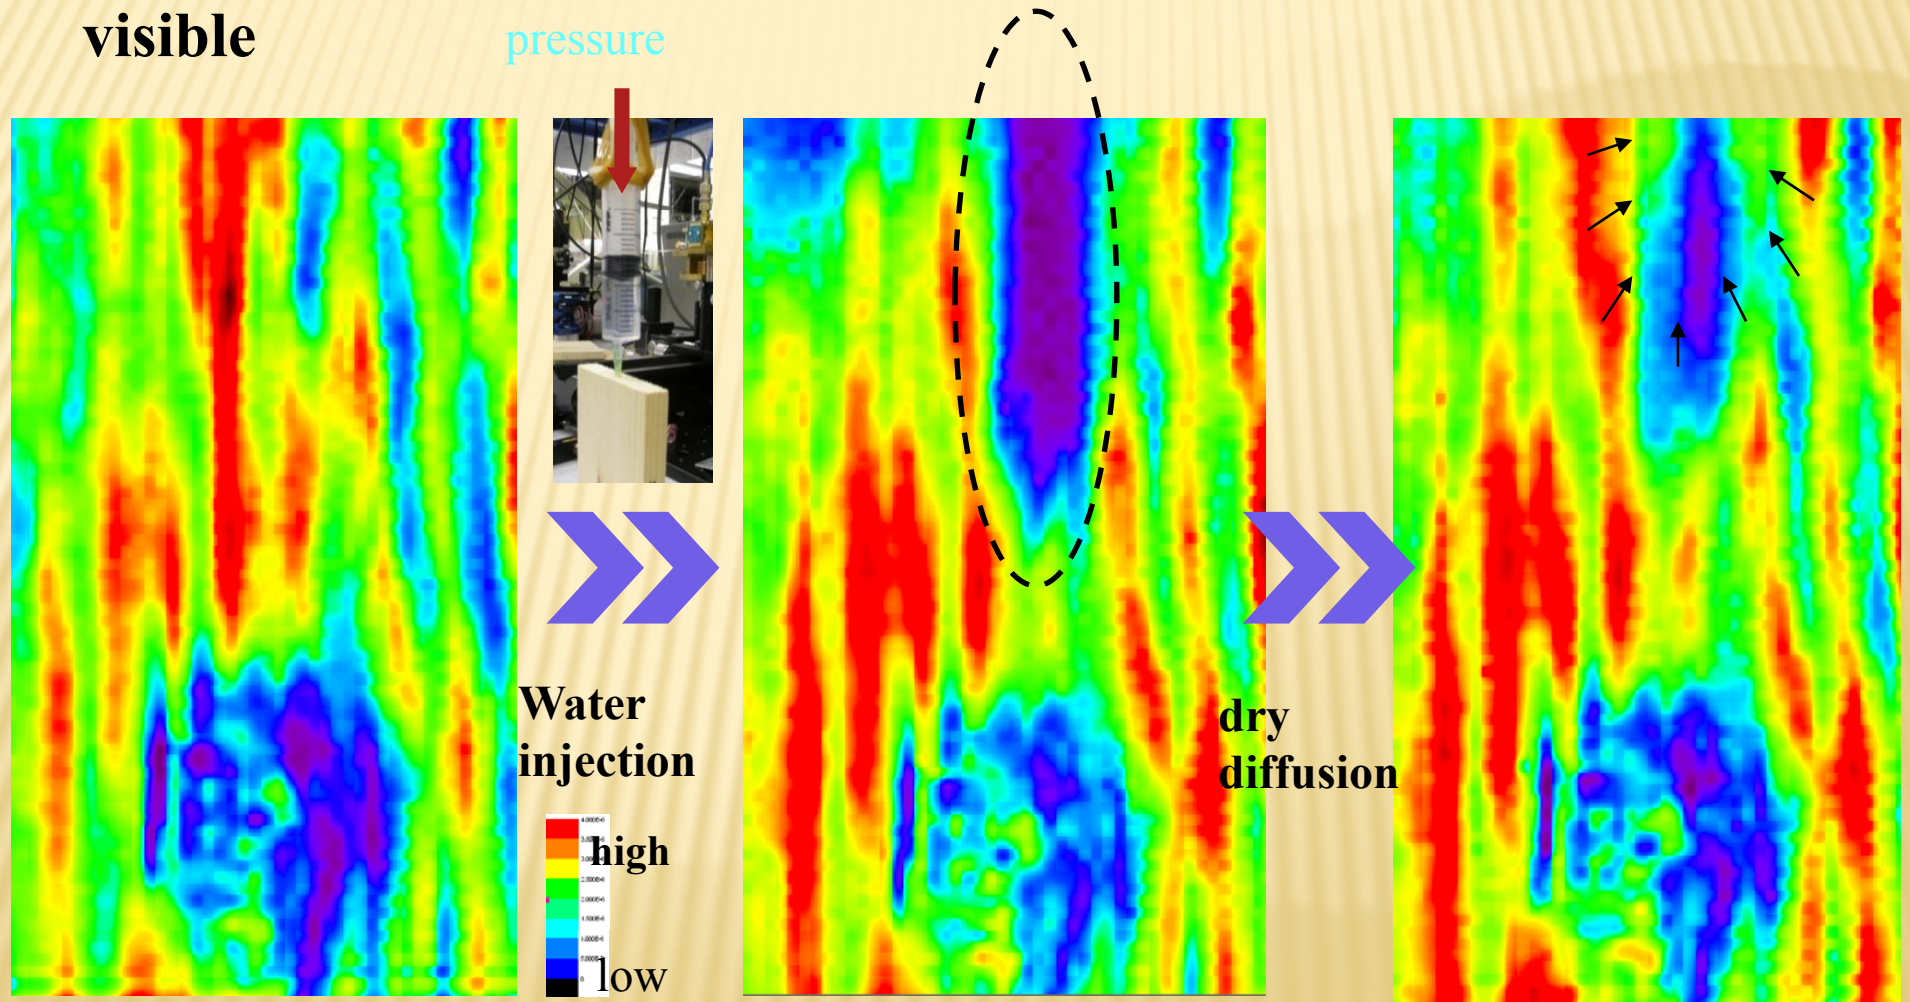 visible
pressure
Water
injection
dry
diffusion
high
low